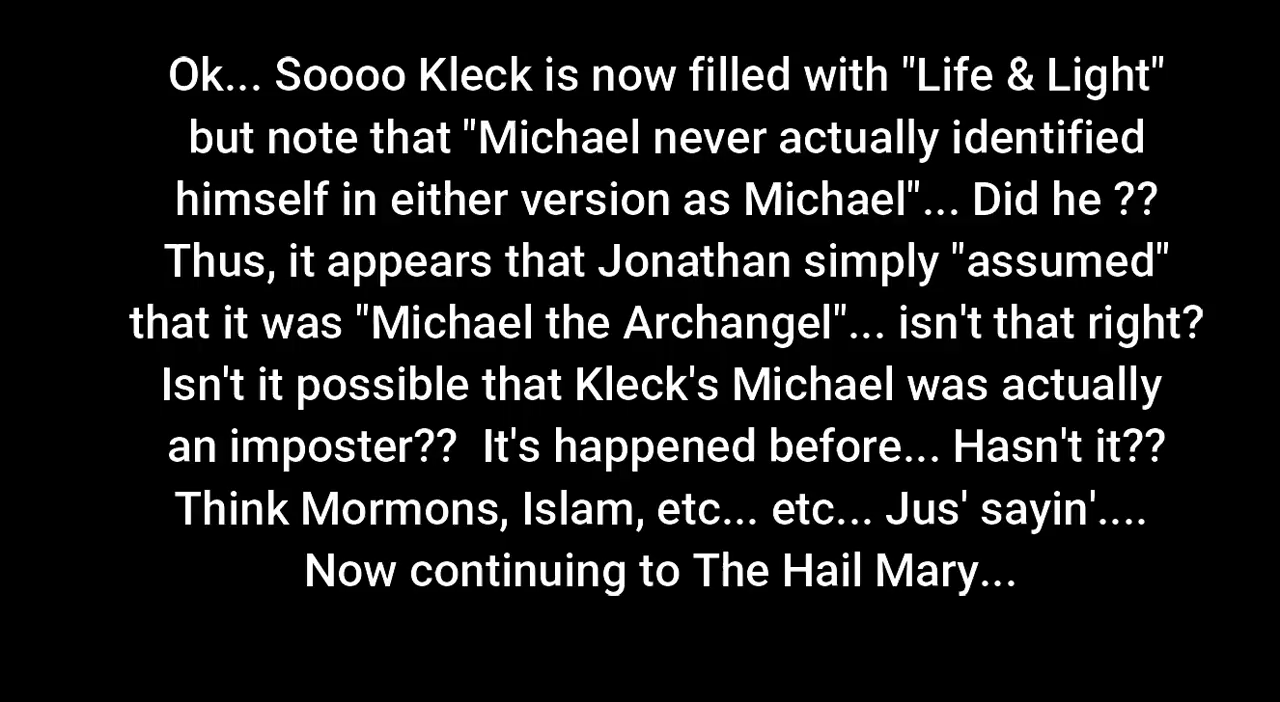 Ok... Soooo Kleck is now filled with "Life & Light"
but note that "Michael never actually identified
himself in either version as Michael"... Did he ??
Thus, it appears that Jonathan simply "assumed"
that it was "Michael the Archangel"... isn't that right?
Isn't it possible that Kleck's Michael was actually
an imposter??  It's happened before... Hasn't it??
Think Mormons, Islam, etc... etc... Jus' sayin'....
Now continuing to The Hail Mary...